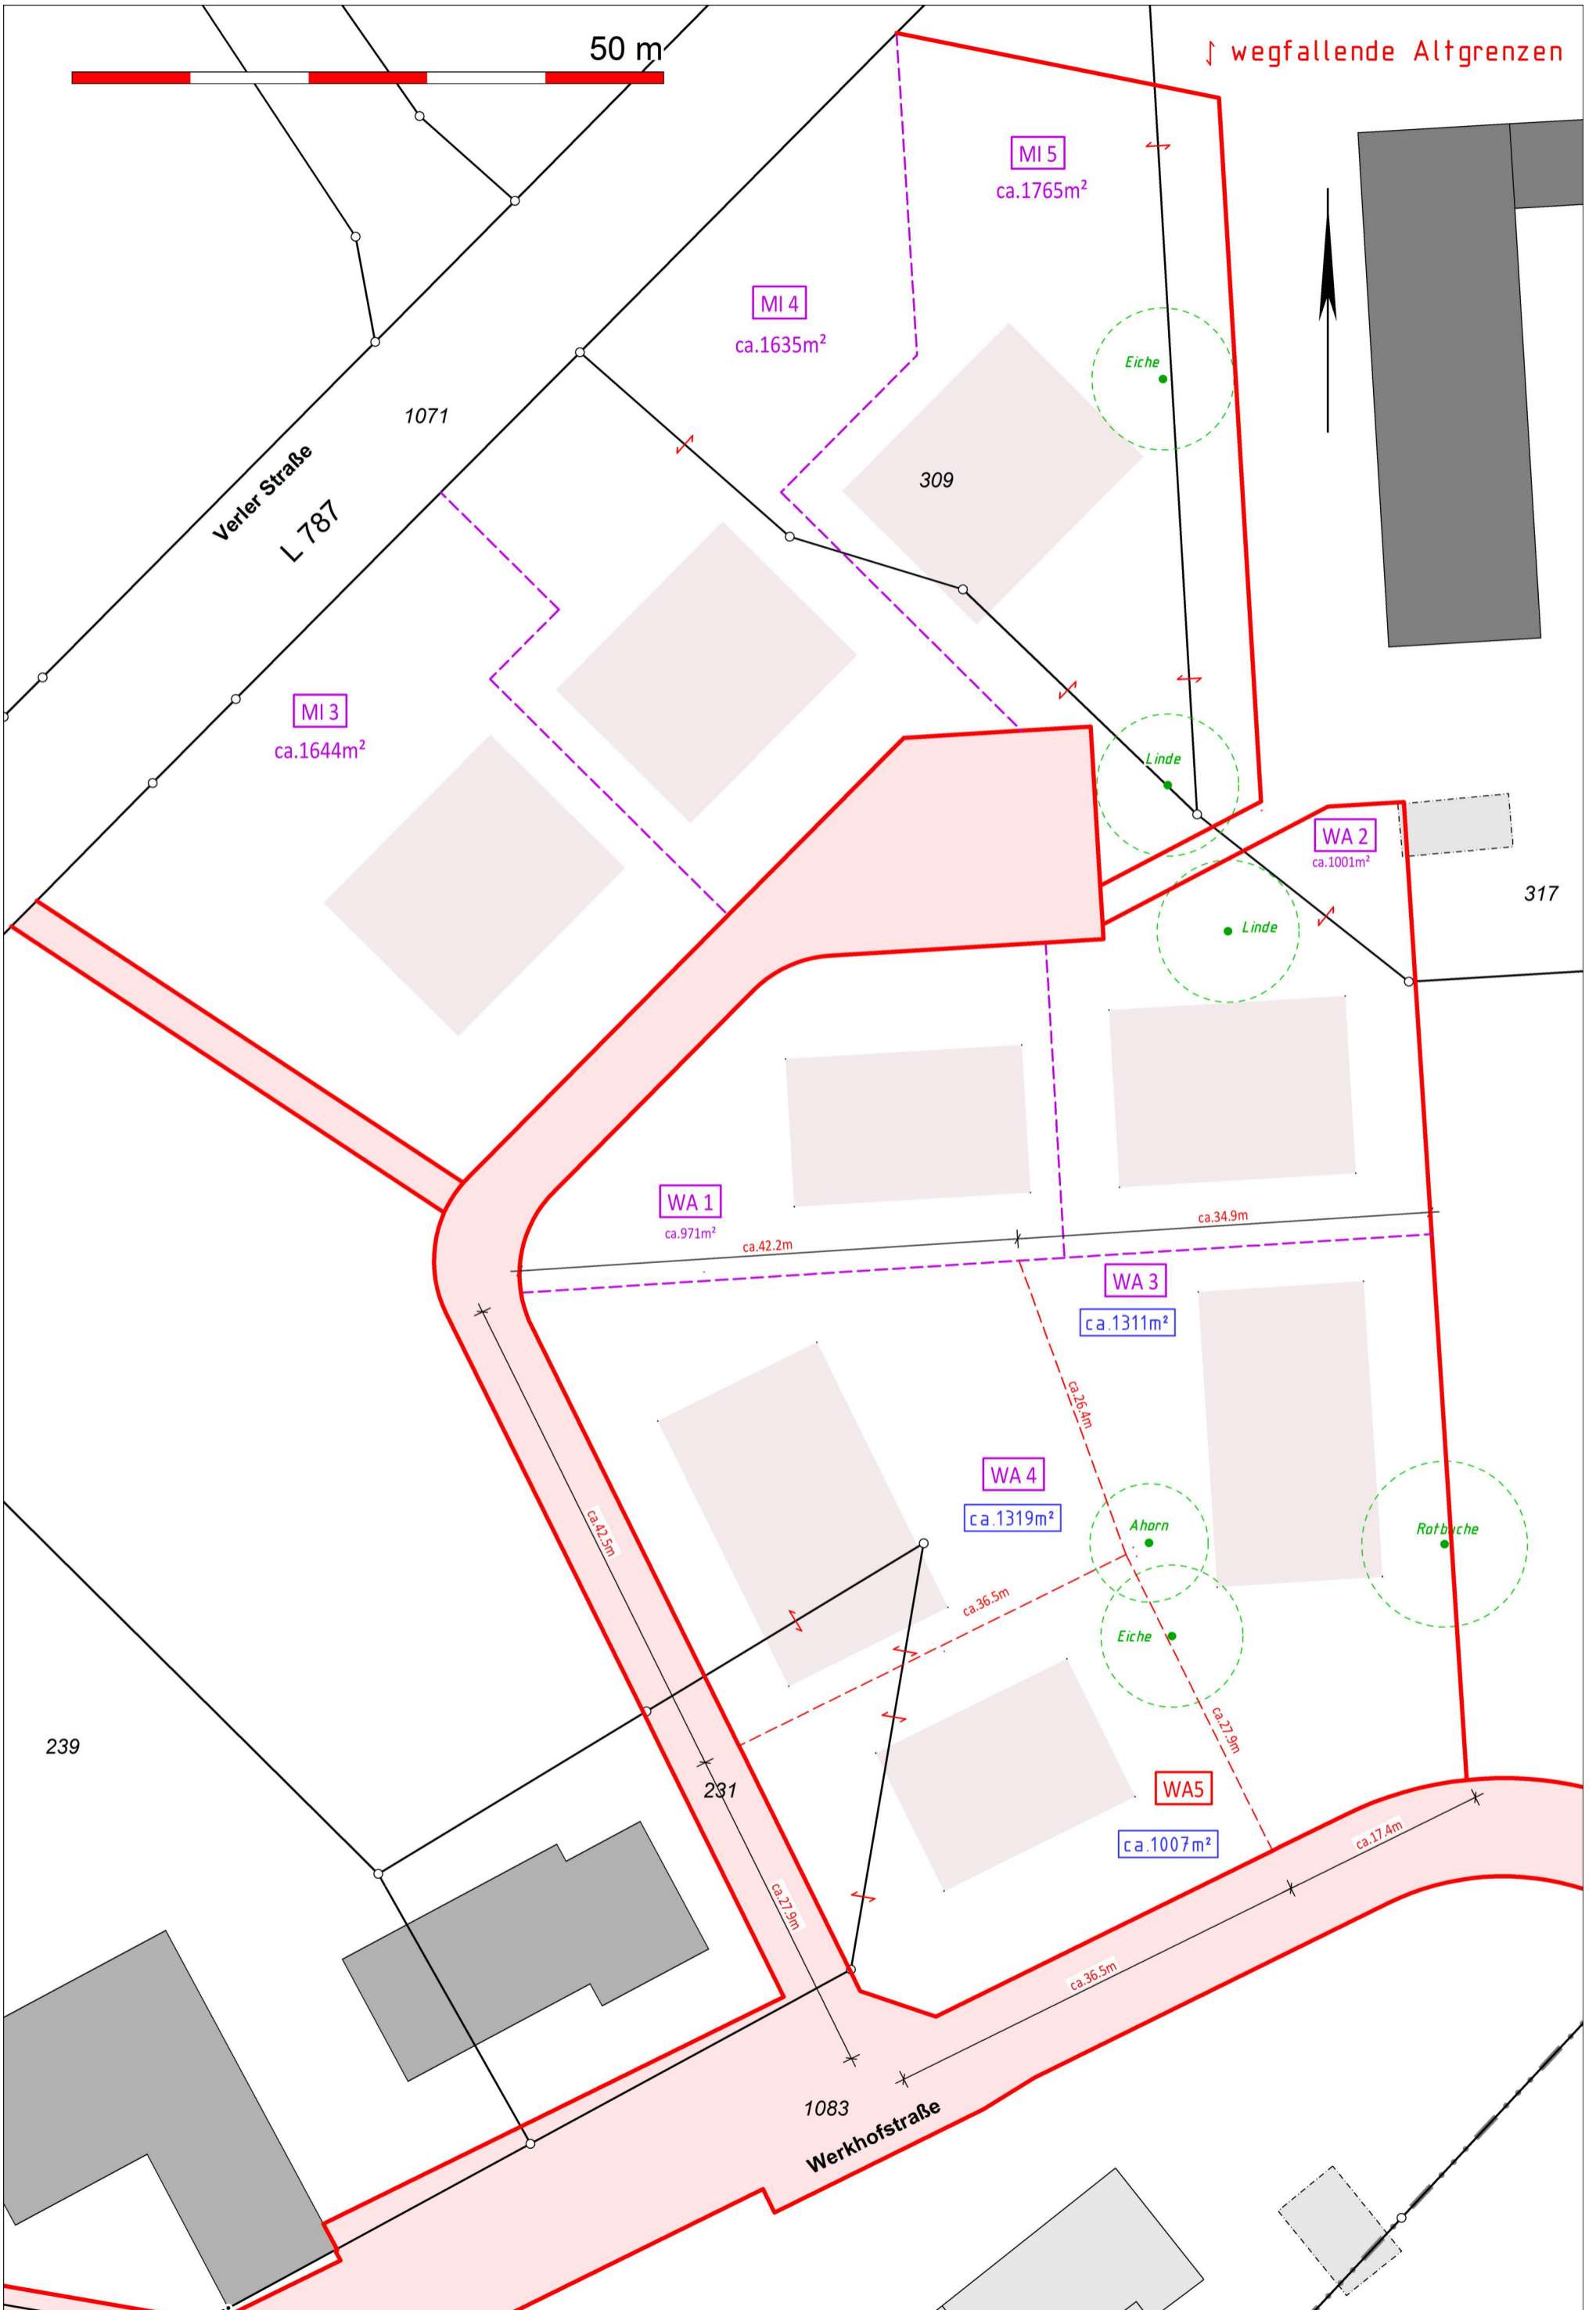 50 m
wegfallende Altgrenzen
MI 5
ca.1765m²
MI 4
ca.1635m²
Eiche
1071
Verler Straße
L 787
309
MI 3
ca.1644m²
Linde
WA 2
ca.1001m²
317
Linde
WA 1
ca.971m²
ca.42.2m
ca.34.9m
WA 3
ca.1311m²
ca.26.4m
WA 4
ca.1319m²
ca.42.5m
Ahorn
Rotbuche
ca.36.5m
Eiche
ca.27.9m
239
231
WA5
ca.1007m²
ca.17.4m
ca.27.9m
ca.36.5m
1083
Werkhofstraße